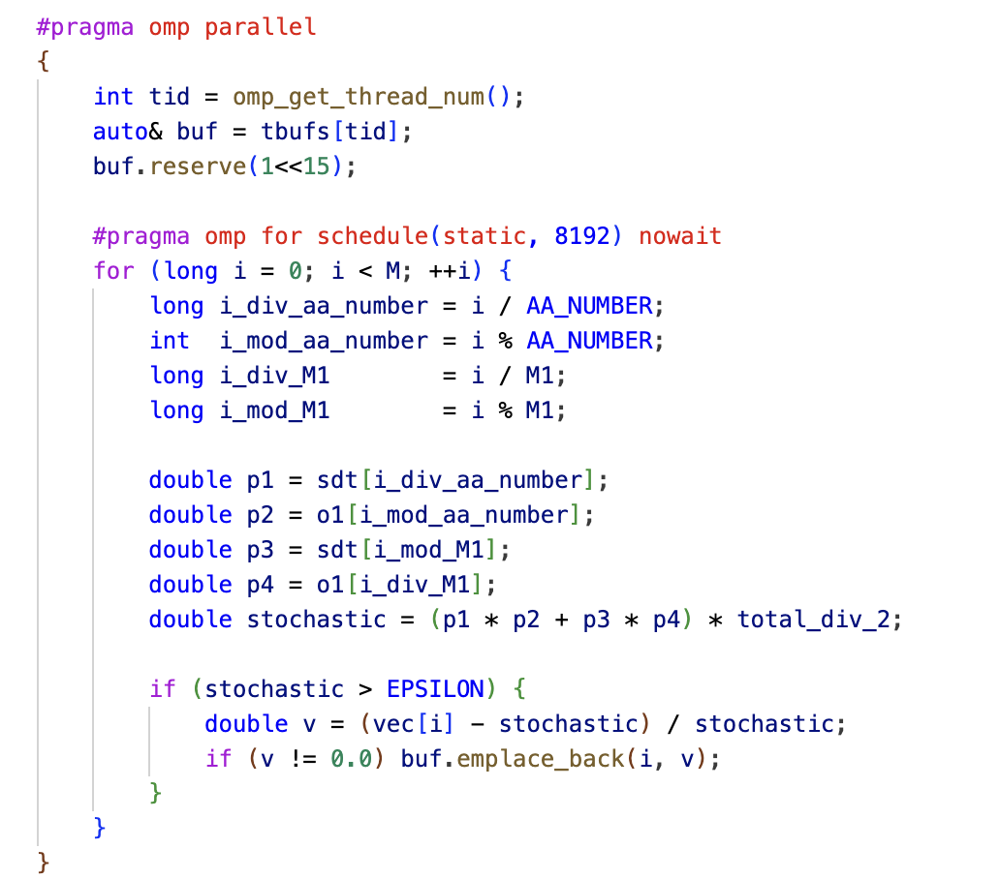 #pragma omp parallel
{
    int tid = omp_get_thread_num();
    auto& buf = tbufs[tid];
    buf.reserve(1<<15);

    #pragma omp for schedule(static, 8192) nowait
    for (long i = 0; i < M; ++i) {
        long i_div_aa_number = i / AA_NUMBER;
        int  i_mod_aa_number = i % AA_NUMBER;
        long i_div_M1        = i / M1;
        long i_mod_M1        = i % M1;

        double p1 = sdt[i_div_aa_number];
        double p2 = o1[i_mod_aa_number];
        double p3 = sdt[i_mod_M1];
        double p4 = o1[i_div_M1];
        double stochastic = (p1 * p2 + p3 * p4) * total_div_2;

        if (stochastic > EPSILON) {
            double v = (vec[i] - stochastic) / stochastic;
            if (v != 0.0) buf.emplace_back(i, v);
        }
    }
}